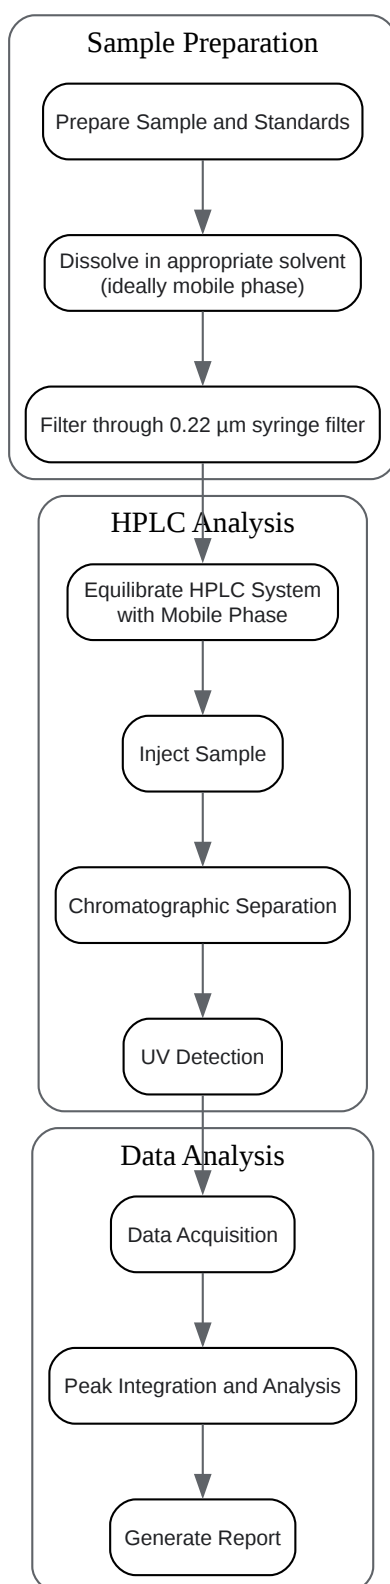 Sample Preparation
Prepare Sample and Standards
Dissolve in appropriate solvent
(ideally mobile phase)
Filter through 0.22 µm syringe filter
HPLC Analysis
Equilibrate HPLC System
with Mobile Phase
Inject Sample
Chromatographic Separation
UV Detection
Data Analysis
Data Acquisition
Peak Integration and Analysis
Generate Report